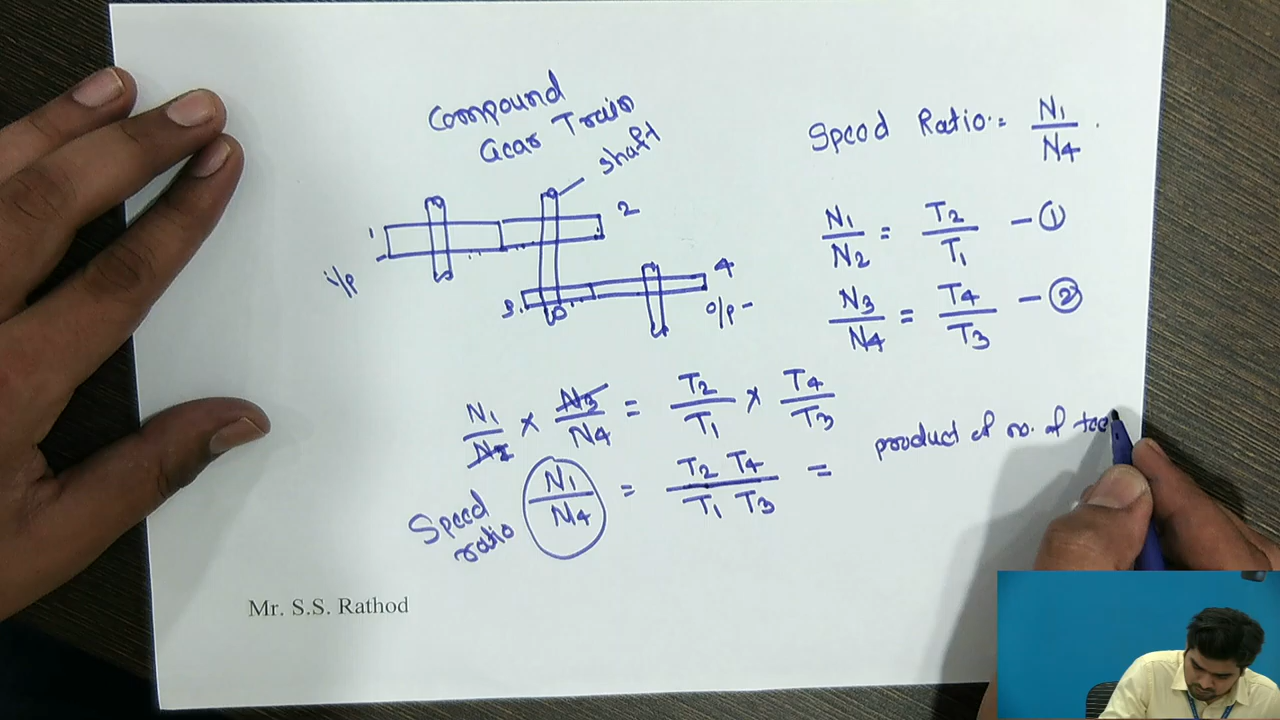 Compound
Gear Train
shaft
1
2
i/p
3
4
o/p -
Speed Ratio = N1/N4 .
N1/N2 = T2/T1 - ①
N3/N4 = T4/T3 - ②
N1/N2 × N3/N4 = T2/T1 × T4/T3
Speed ratio N1/N4 = T2 T4/T1 T3 = product of no. of tee
Mr. S.S. Rathod